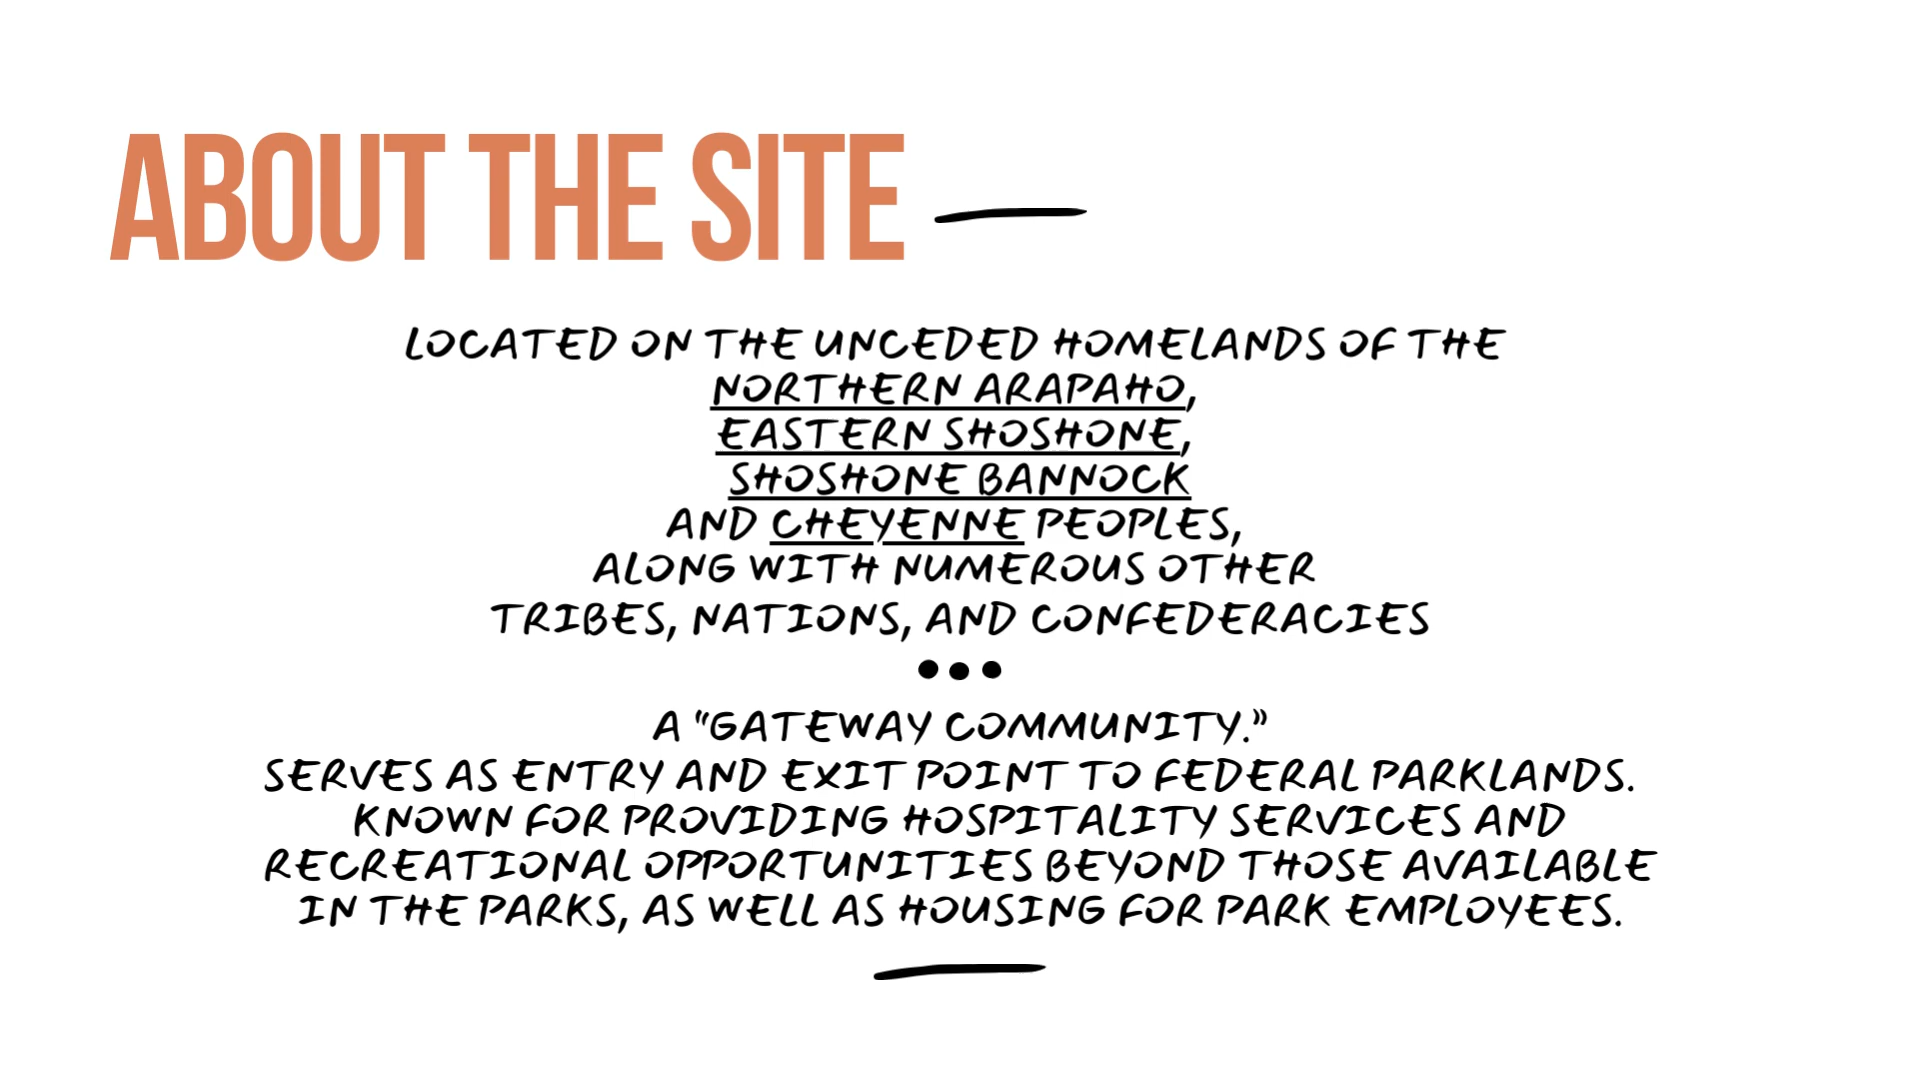 ABOUT THE SITE
LOCATED ON THE UNCEDED HOMELANDS OF THE
NORTHERN ARAPAHO,
EASTERN SHOSHONE,
SHOSHONE BANNOCK
AND CHEYENNE PEOPLES,
ALONG WITH NUMEROUS OTHER
TRIBES, NATIONS, AND CONFEDERACIES
•••
A "GATEWAY COMMUNITY."
SERVES AS ENTRY AND EXIT POINT TO FEDERAL PARKLANDS.
KNOWN FOR PROVIDING HOSPITALITY SERVICES AND
RECREATIONAL OPPORTUNITIES BEYOND THOSE AVAILABLE
IN THE PARKS, AS WELL AS HOUSING FOR PARK EMPLOYEES.